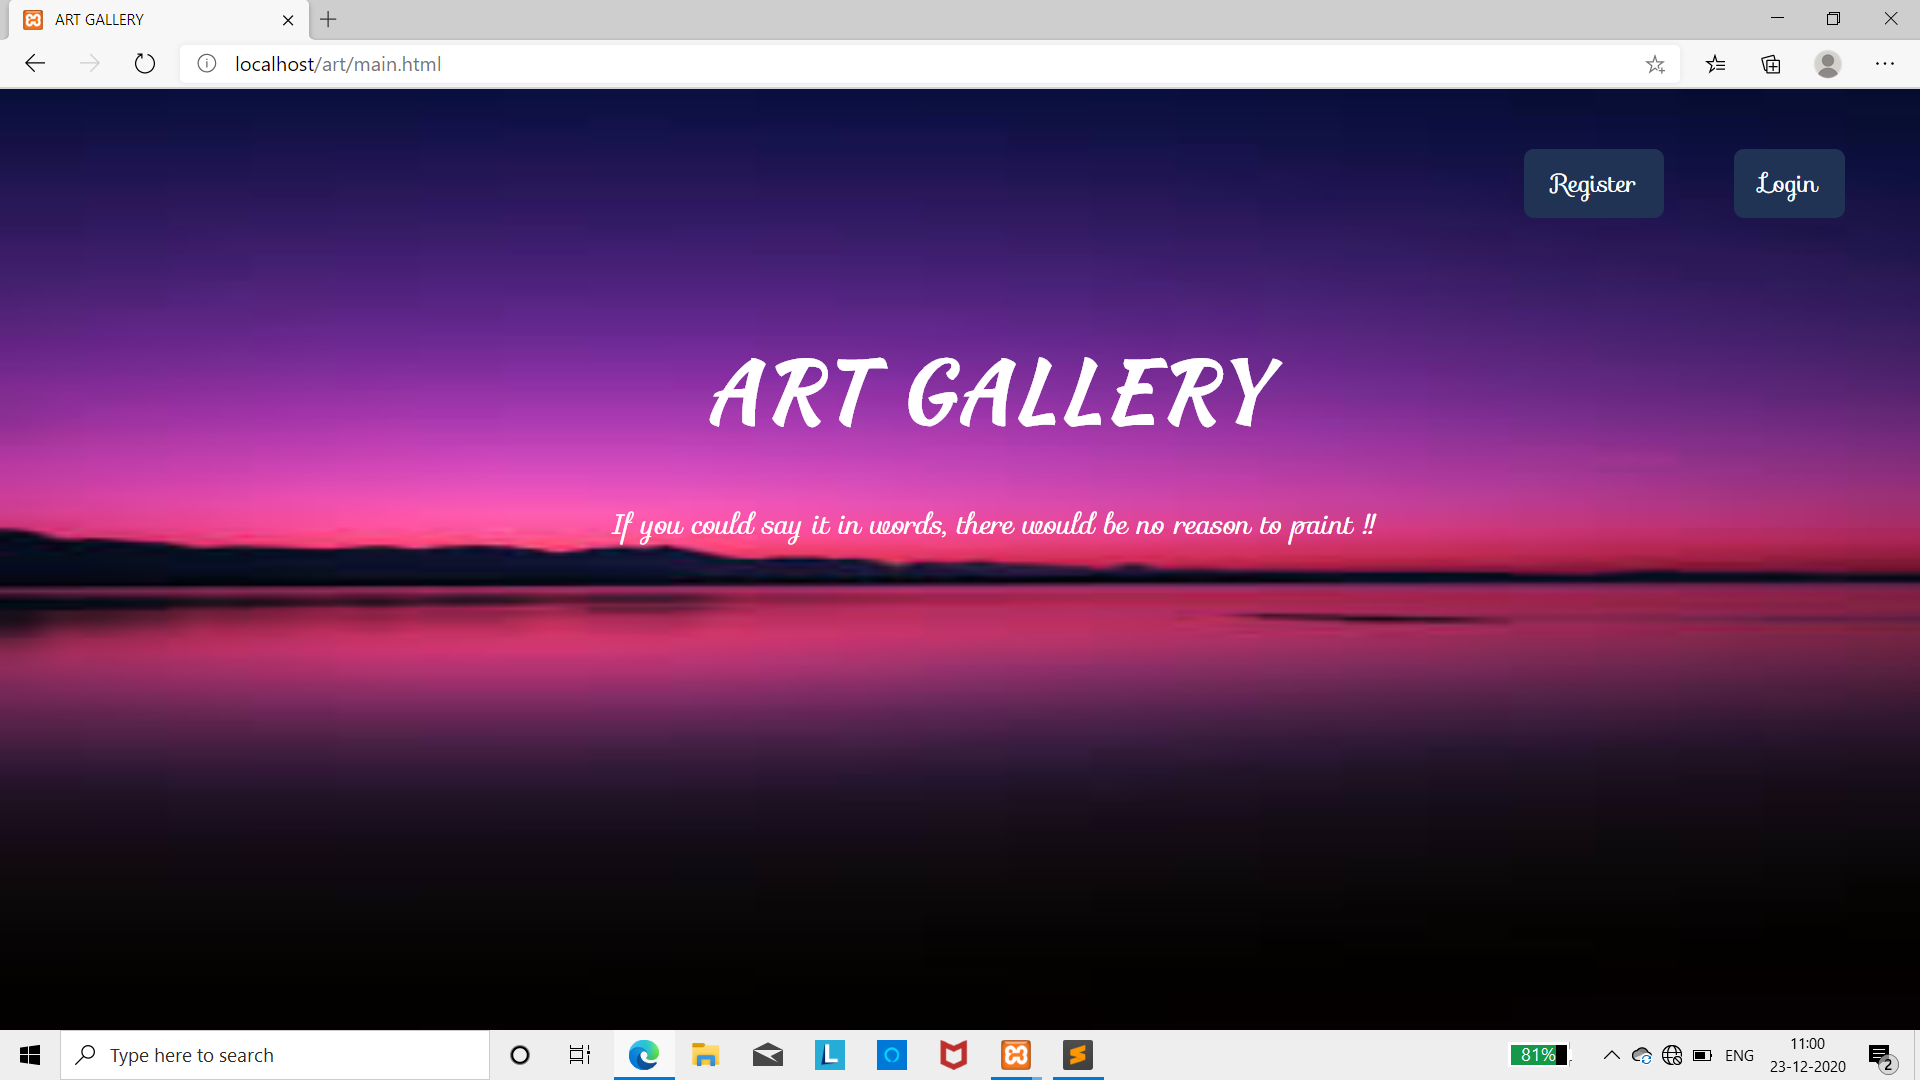 ART GALLERY
localhost/art/main.html
Register
Login
ART GALLERY
If you could say it in words, there would be no reason to paint !!
Type here to search
L
81%
ENG
11:00
23-12-2020
2